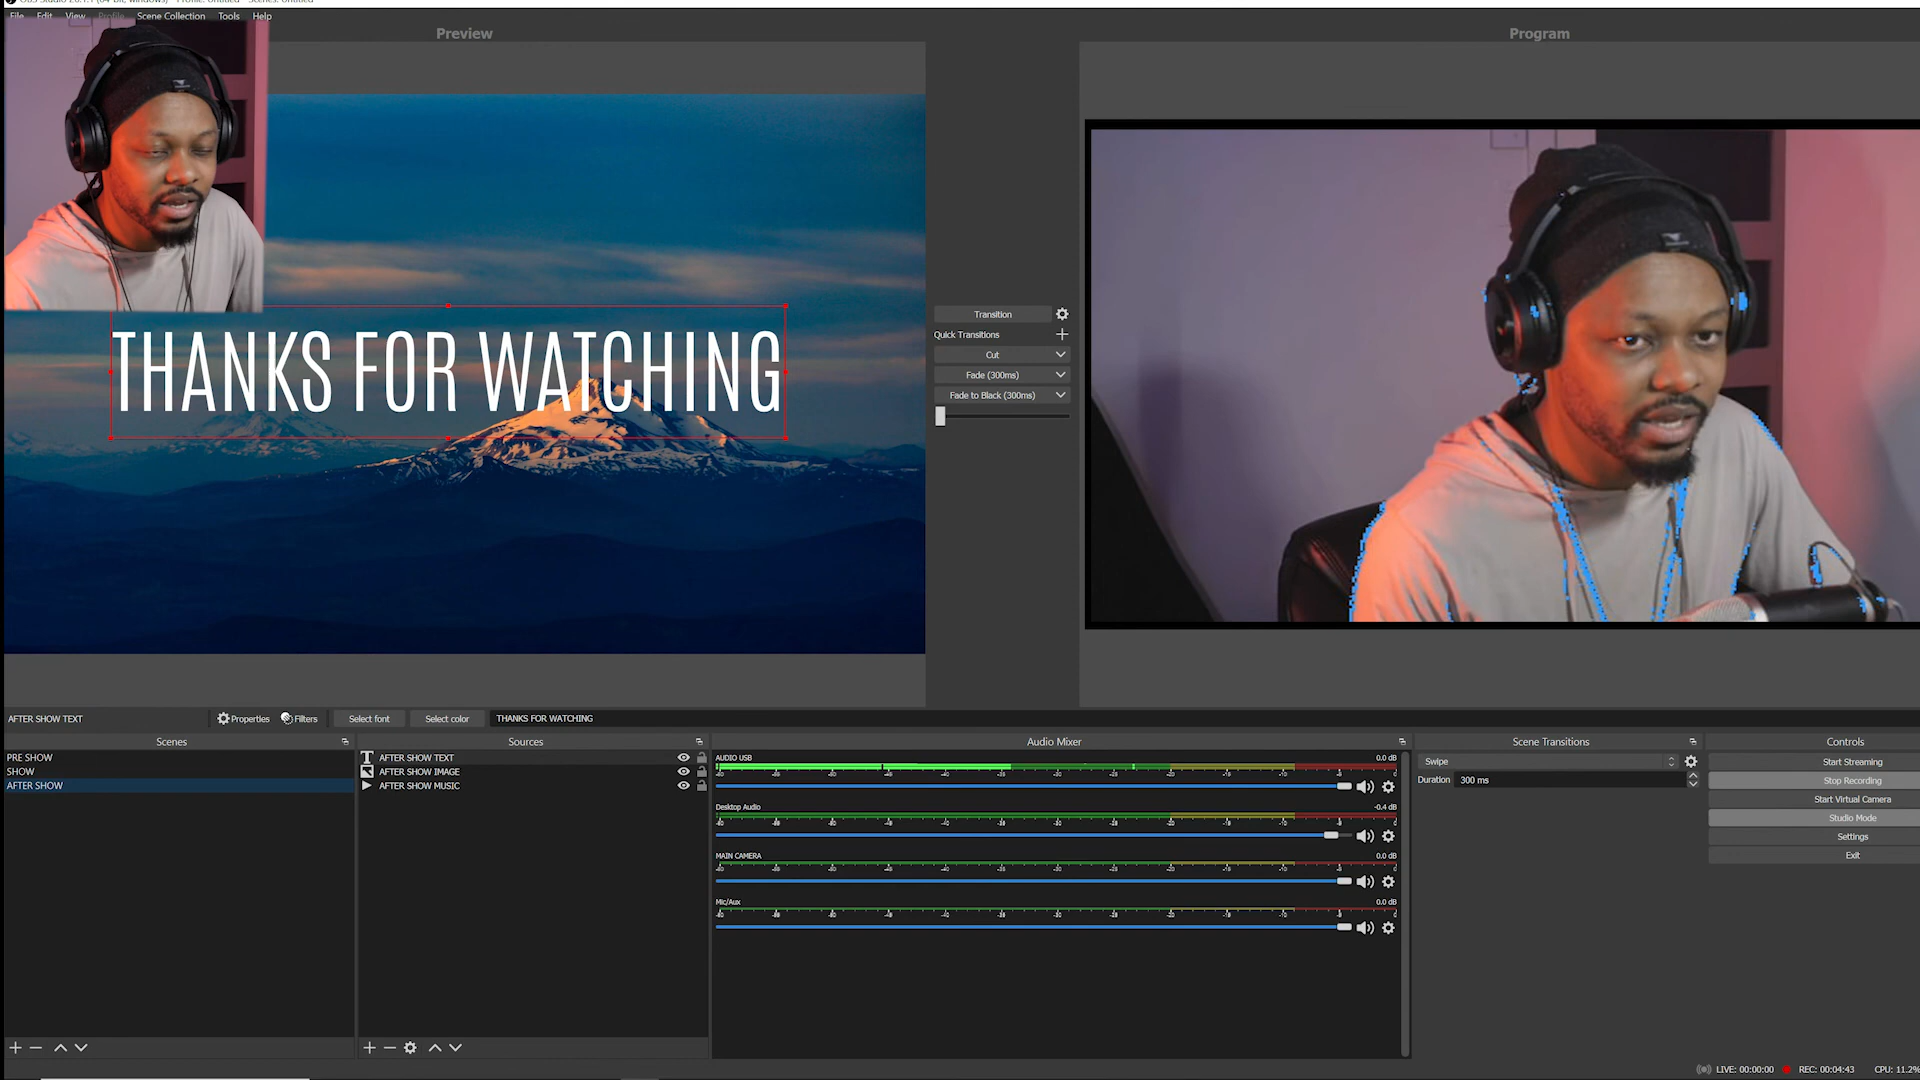 File Edit View Profile Scene Collection Tools Help
Preview
Program
THANKS FOR WATCHING
Transition
Quick Transitions
Cut
Fade (300ms)
Fade to Black (300ms)
AFTER SHOW TEXT
Properties
Filters
Select font
Select color
THANKS FOR WATCHING
Scenes
PRE SHOW
SHOW
AFTER SHOW
Sources
AFTER SHOW TEXT
AFTER SHOW IMAGE
AFTER SHOW MUSIC
Audio Mixer
AUDIO USB
0.0 dB
Desktop Audio
-0.4 dB
MAIN CAMERA
0.0 dB
Mic/Aux
0.0 dB
Scene Transitions
Swipe
Duration 300 ms
Controls
Start Streaming
Stop Recording
Start Virtual Camera
Studio Mode
Settings
Exit
LIVE: 00:00:00
REC: 00:04:43
CPU: 11.2%